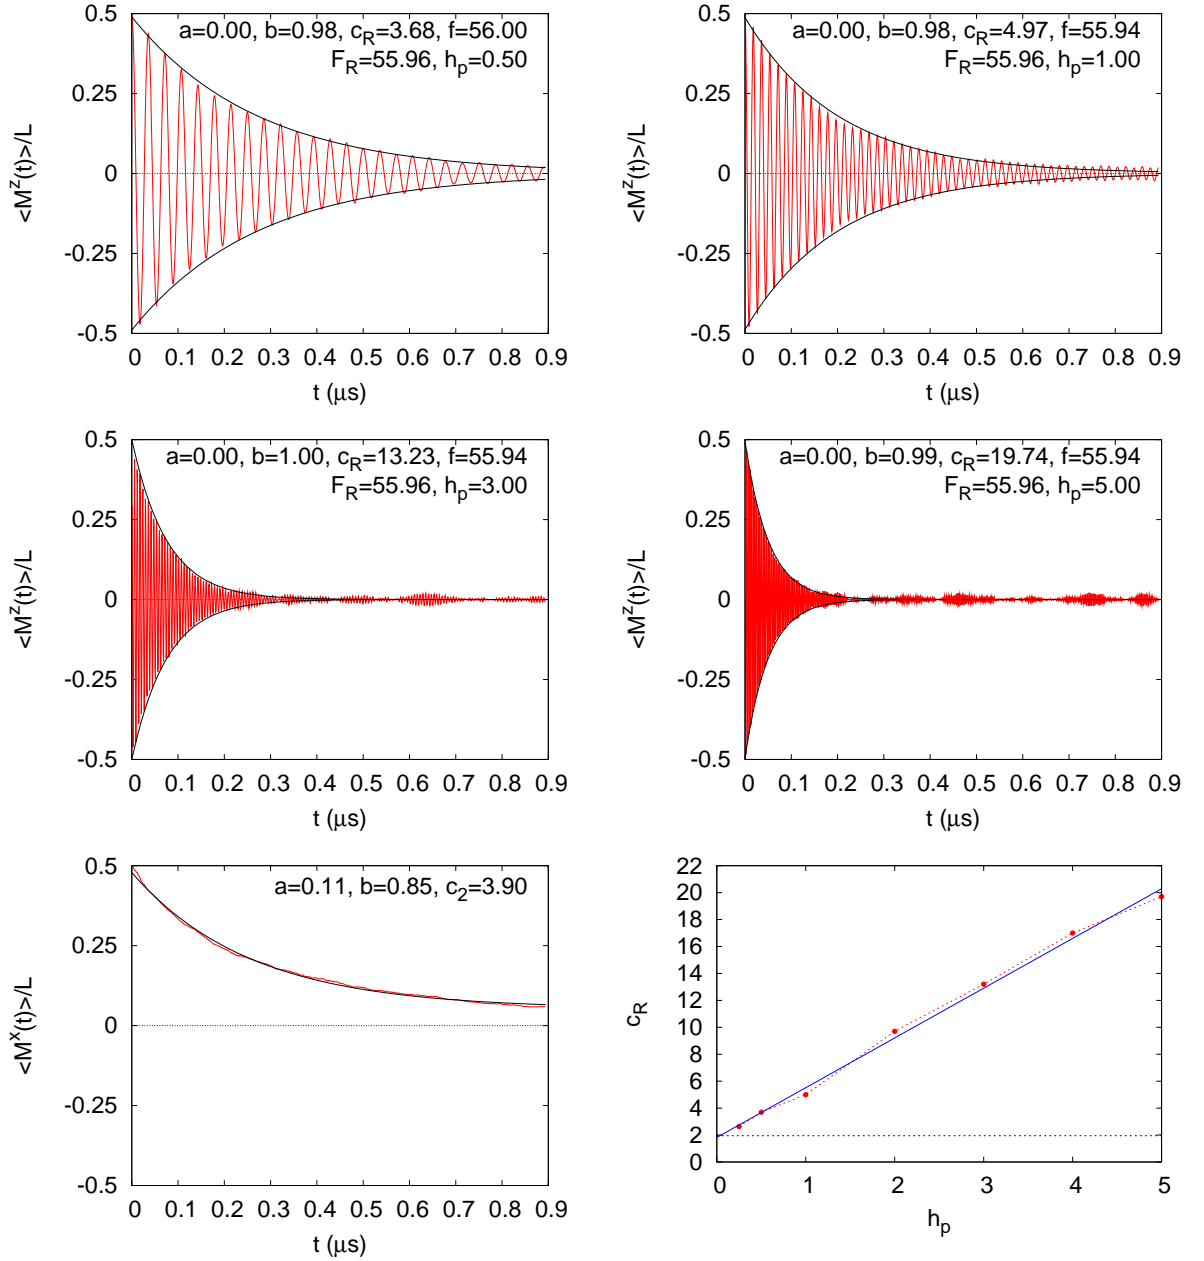 a=0.00, b=0.98, c_R=3.68, f=56.00
F_R=55.96, h_p=0.50
0.5
0.25
0
-0.25
-0.5
<M^z(t)>/L
0 0.1 0.2 0.3 0.4 0.5 0.6 0.7 0.8 0.9
t (μs)
a=0.00, b=0.98, c_R=4.97, f=55.94
F_R=55.96, h_p=1.00
0.5
0.25
0
-0.25
-0.5
<M^z(t)>/L
0 0.1 0.2 0.3 0.4 0.5 0.6 0.7 0.8 0.9
t (μs)
a=0.00, b=1.00, c_R=13.23, f=55.94
F_R=55.96, h_p=3.00
0.5
0.25
0
-0.25
-0.5
<M^z(t)>/L
0 0.1 0.2 0.3 0.4 0.5 0.6 0.7 0.8 0.9
t (μs)
a=0.00, b=0.99, c_R=19.74, f=55.94
F_R=55.96, h_p=5.00
0.5
0.25
0
-0.25
-0.5
<M^z(t)>/L
0 0.1 0.2 0.3 0.4 0.5 0.6 0.7 0.8 0.9
t (μs)
a=0.11, b=0.85, c_2=3.90
0.5
0.25
0
-0.25
-0.5
<M^x(t)>/L
0 0.1 0.2 0.3 0.4 0.5 0.6 0.7 0.8 0.9
t (μs)
22
20
18
16
14
12
10
8
6
4
2
0
c_R
0 1 2 3 4 5
h_p